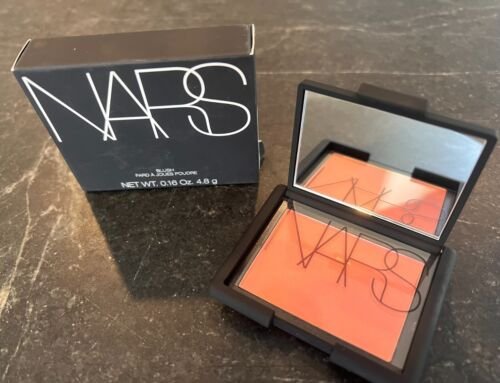 NARS
BLUSH
FARD À JOUES POUDRE
NET WT. 0.16 Oz. 4.8 g
NARS